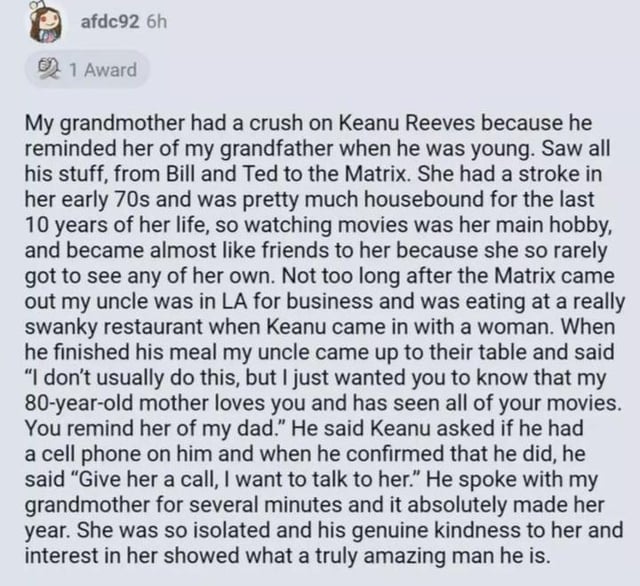 afdc92 6h
1 Award
My grandmother had a crush on Keanu Reeves because he
reminded her of my grandfather when he was young. Saw all
his stuff, from Bill and Ted to the Matrix. She had a stroke in
her early 70s and was pretty much housebound for the last
10 years of her life, so watching movies was her main hobby,
and became almost like friends to her because she so rarely
got to see any of her own. Not too long after the Matrix came
out my uncle was in LA for business and was eating at a really
swanky restaurant when Keanu came in with a woman. When
he finished his meal my uncle came up to their table and said
“I don’t usually do this, but I just wanted you to know that my
80-year-old mother loves you and has seen all of your movies.
You remind her of my dad.” He said Keanu asked if he had
a cell phone on him and when he confirmed that he did, he
said “Give her a call, I want to talk to her.” He spoke with my
grandmother for several minutes and it absolutely made her
year. She was so isolated and his genuine kindness to her and
interest in her showed what a truly amazing man he is.